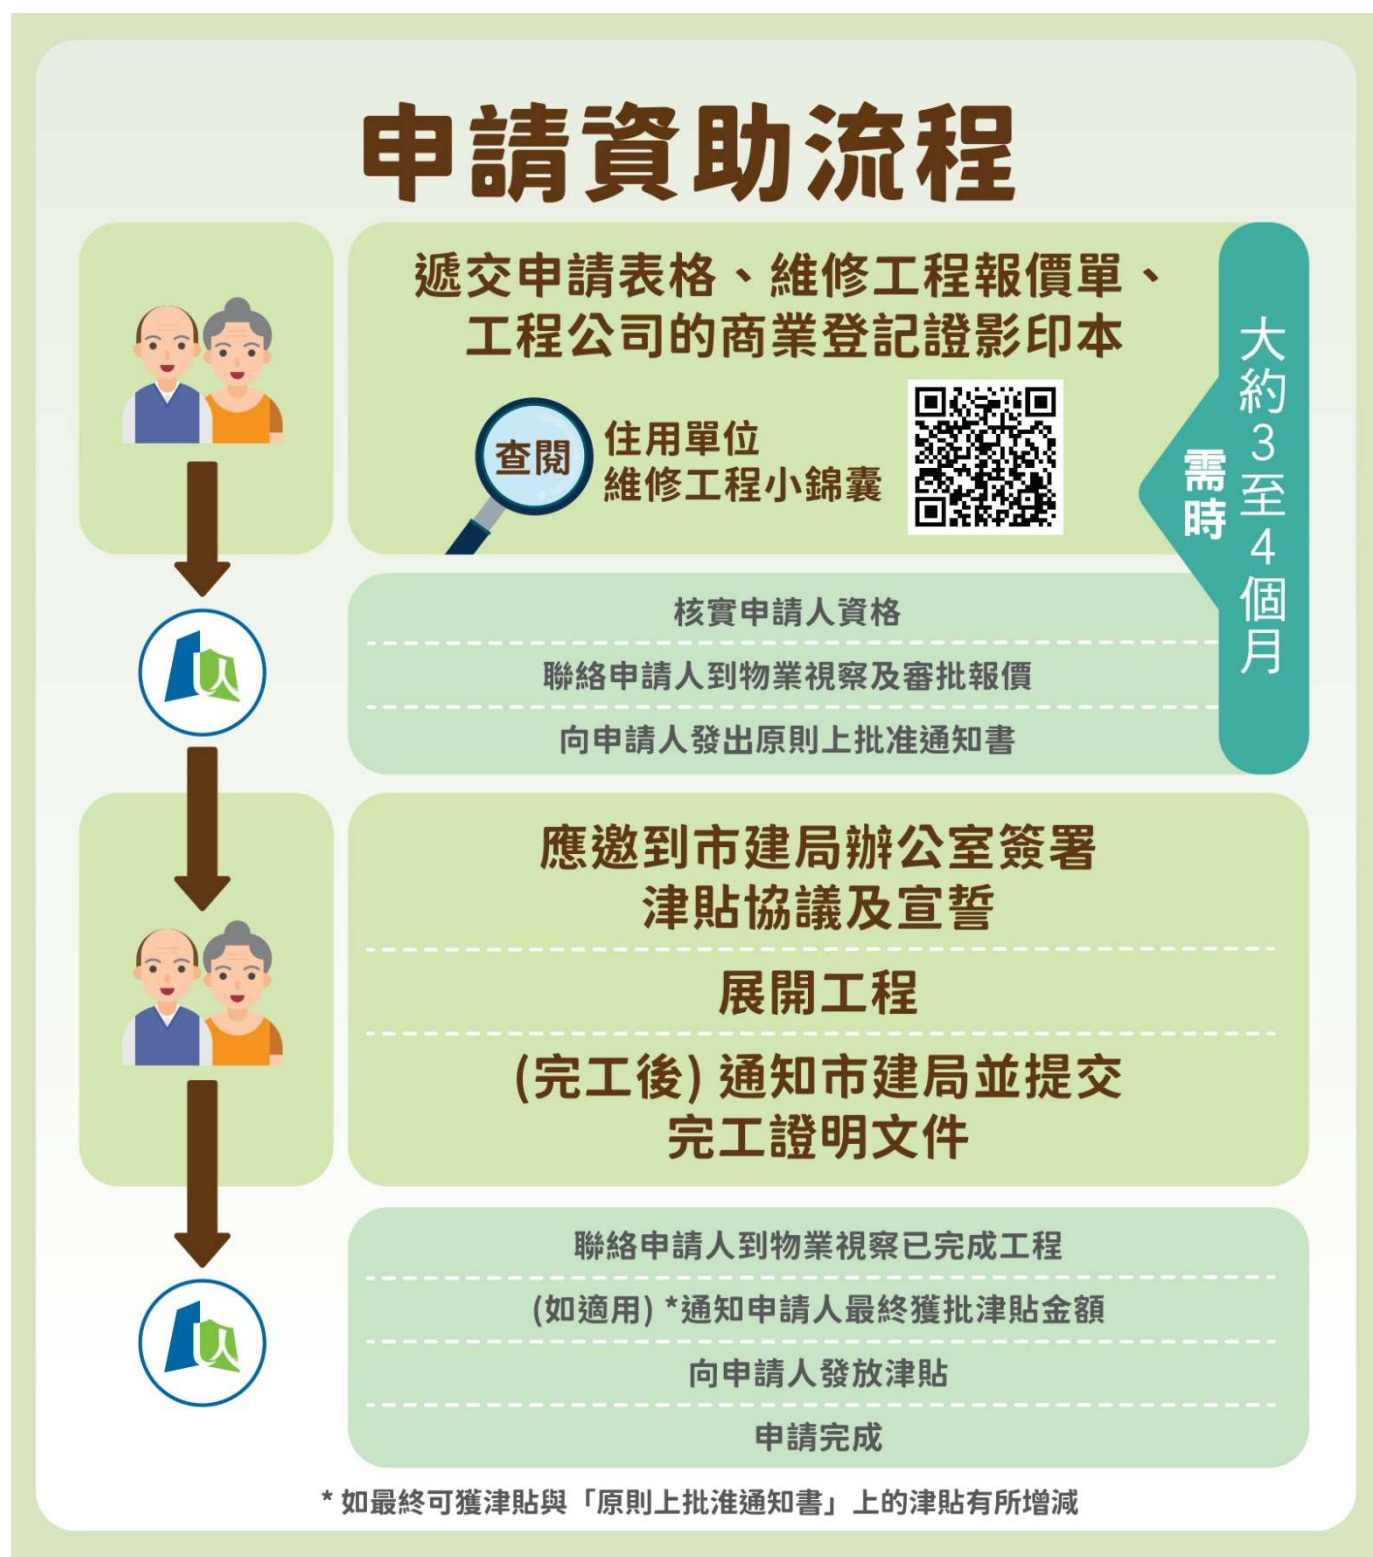 申請資助流程
遞交申請表格、維修工程報價單、
工程公司的商業登記證影印本
查閱
住用單位
維修工程小錦囊
需時
大約3至4個月
核實申請人資格
聯絡申請人到物業視察及審批報價
向申請人發出原則上批准通知書
應邀到市建局辦公室簽署
津貼協議及宣誓
展開工程
(完工後) 通知市建局並提交
完工證明文件
聯絡申請人到物業視察已完成工程
(如適用) *通知申請人最終獲批津貼金額
向申請人發放津貼
申請完成
* 如最終可獲津貼與「原則上批准通知書」上的津貼有所增減